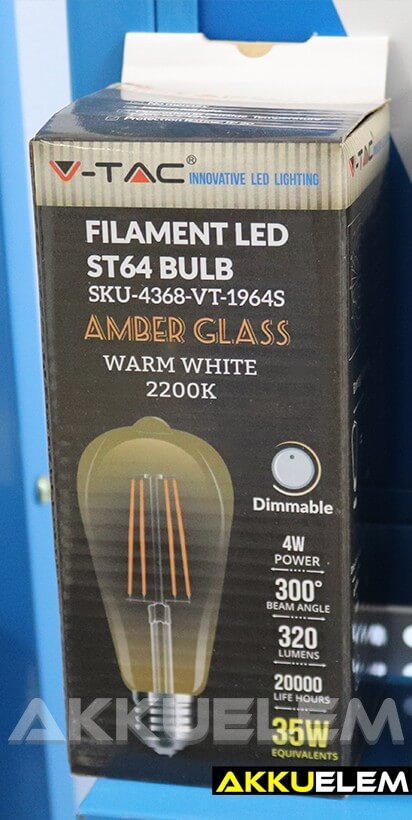 V-TAC® INNOVATIVE LED LIGHTING
FILAMENT LED
ST64 BULB
SKU-4368-VT-1964S
AMBER GLASS
WARM WHITE
2200K
Dimmable
4W
POWER
300°
BEAM ANGLE
320
LUMENS
20000
LIFE HOURS
35W
EQUIVALENTS
AKKUELEM
AKKUELEM